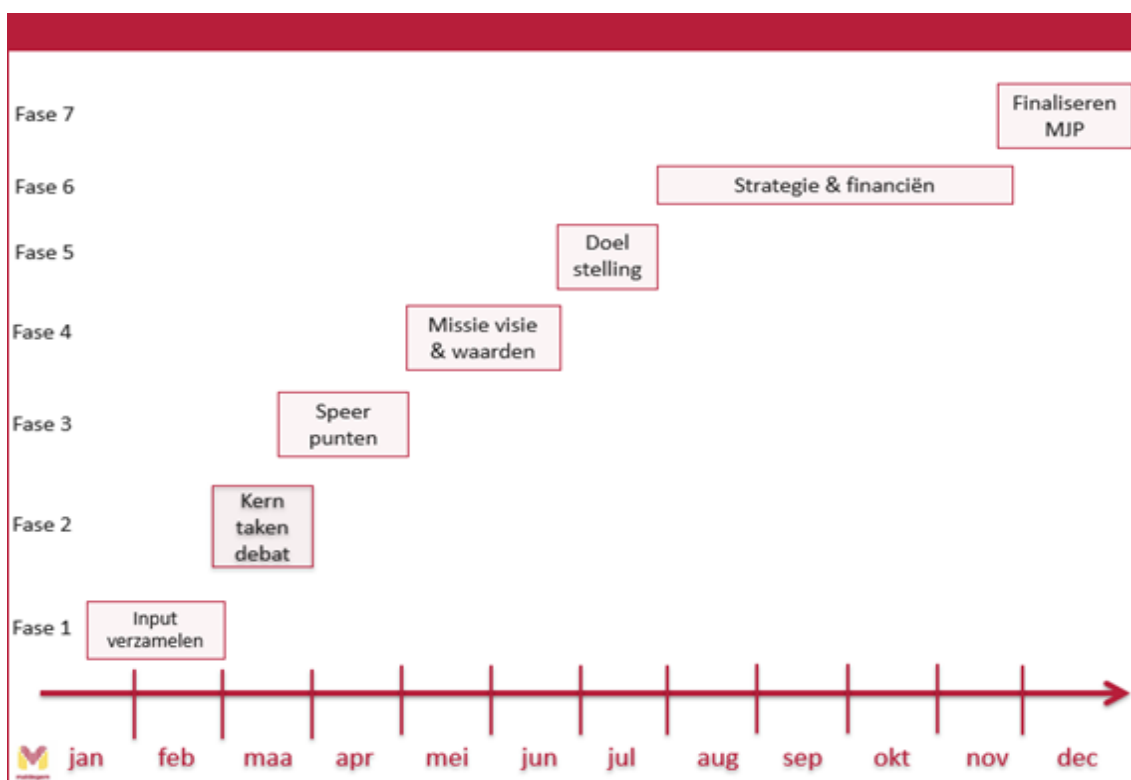 Fase 7
Finaliseren
MJP
Fase 6
Strategie & financiën
Fase 5
Doel
stelling
Fase 4
Missie visie
& waarden
Fase 3
Speer
punten
Fase 2
Kern
taken
debat
Fase 1
Input
verzamelen
jan feb maa apr mei jun jul aug sep okt nov dec